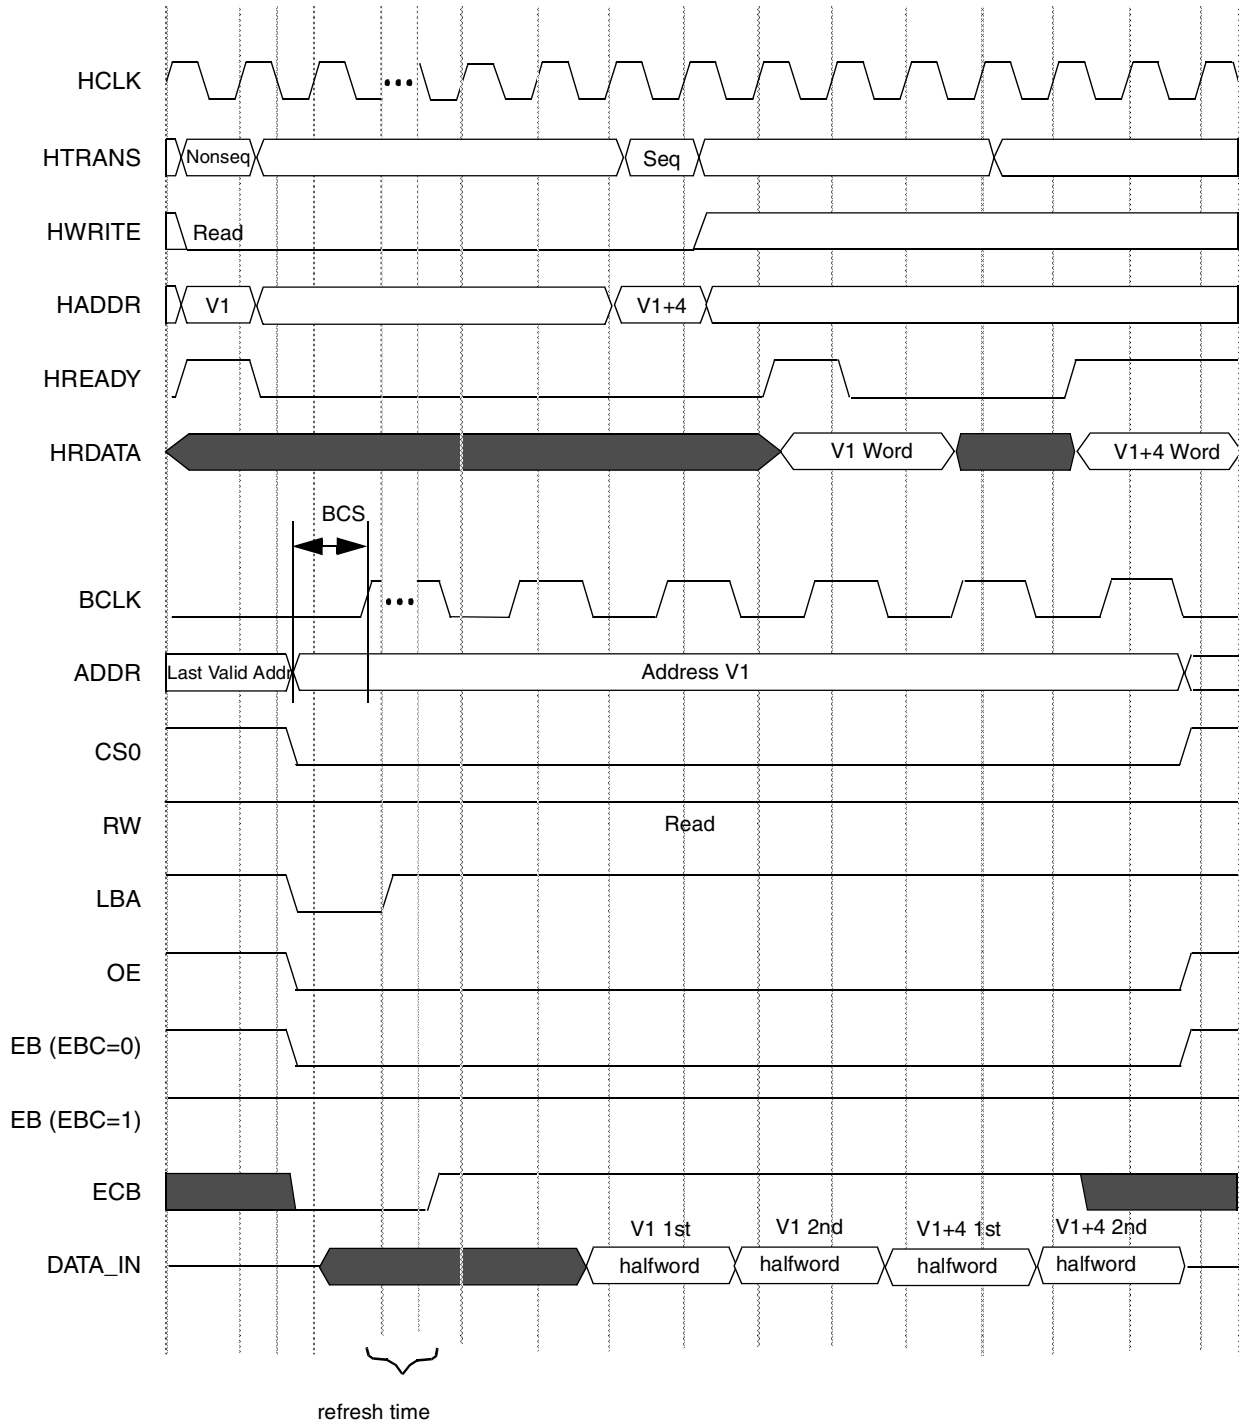 HCLK
HTRANS Nonseq Seq
HWRITE Read
HADDR V1 V1+4
HREADY
HRDATA V1 Word V1+4 Word
BCS
BCLK
ADDR Last Valid Addr Address V1
CS0
RW Read
LBA
OE
EB (EBC=0)
EB (EBC=1)
ECB
V1 1st V1 2nd V1+4 1st V1+4 2nd
DATA_IN halfword halfword halfword halfword
refresh time